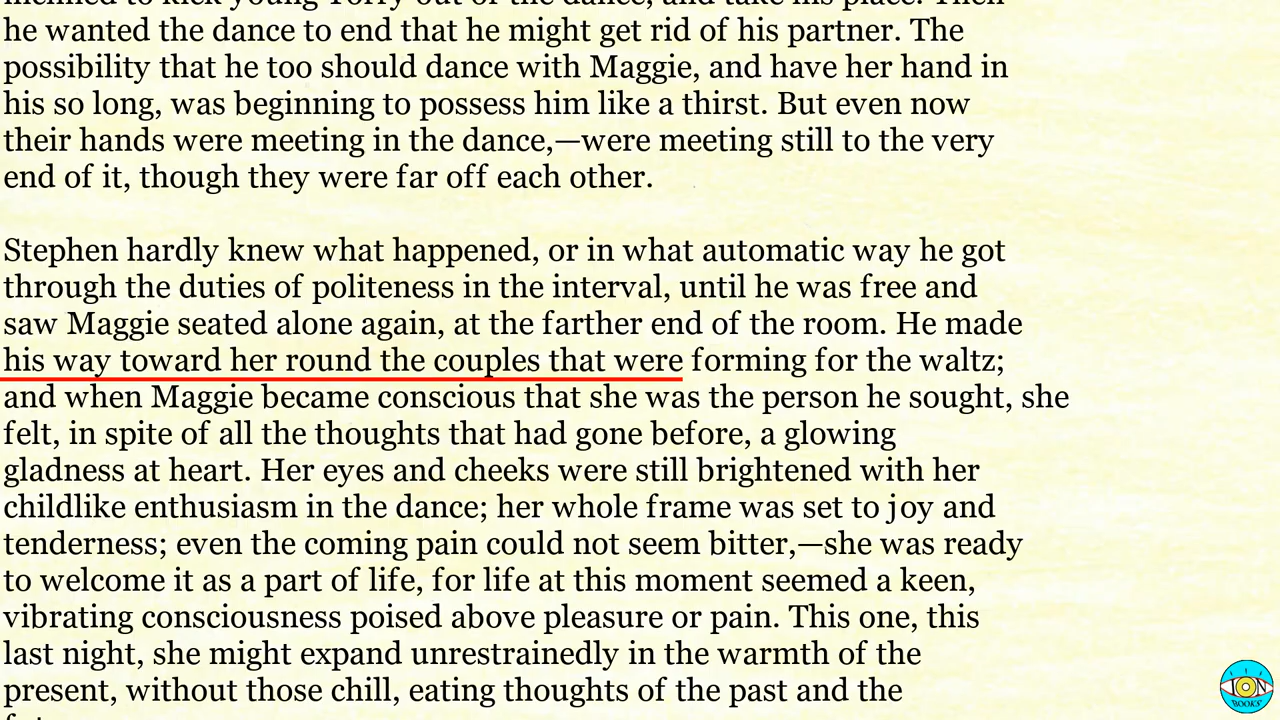 he wanted the dance to end that he might get rid of his partner. The
possibility that he too should dance with Maggie, and have her hand in
his so long, was beginning to possess him like a thirst. But even now
their hands were meeting in the dance,—were meeting still to the very
end of it, though they were far off each other.
Stephen hardly knew what happened, or in what automatic way he got
through the duties of politeness in the interval, until he was free and
saw Maggie seated alone again, at the farther end of the room. He made
his way toward her round the couples that were forming for the waltz;
and when Maggie became conscious that she was the person he sought, she
felt, in spite of all the thoughts that had gone before, a glowing
gladness at heart. Her eyes and cheeks were still brightened with her
childlike enthusiasm in the dance; her whole frame was set to joy and
tenderness; even the coming pain could not seem bitter,—she was ready
to welcome it as a part of life, for life at this moment seemed a keen,
vibrating consciousness poised above pleasure or pain. This one, this
last night, she might expand unrestrainedly in the warmth of the
present, without those chill, eating thoughts of the past and the
ION
BOOKS